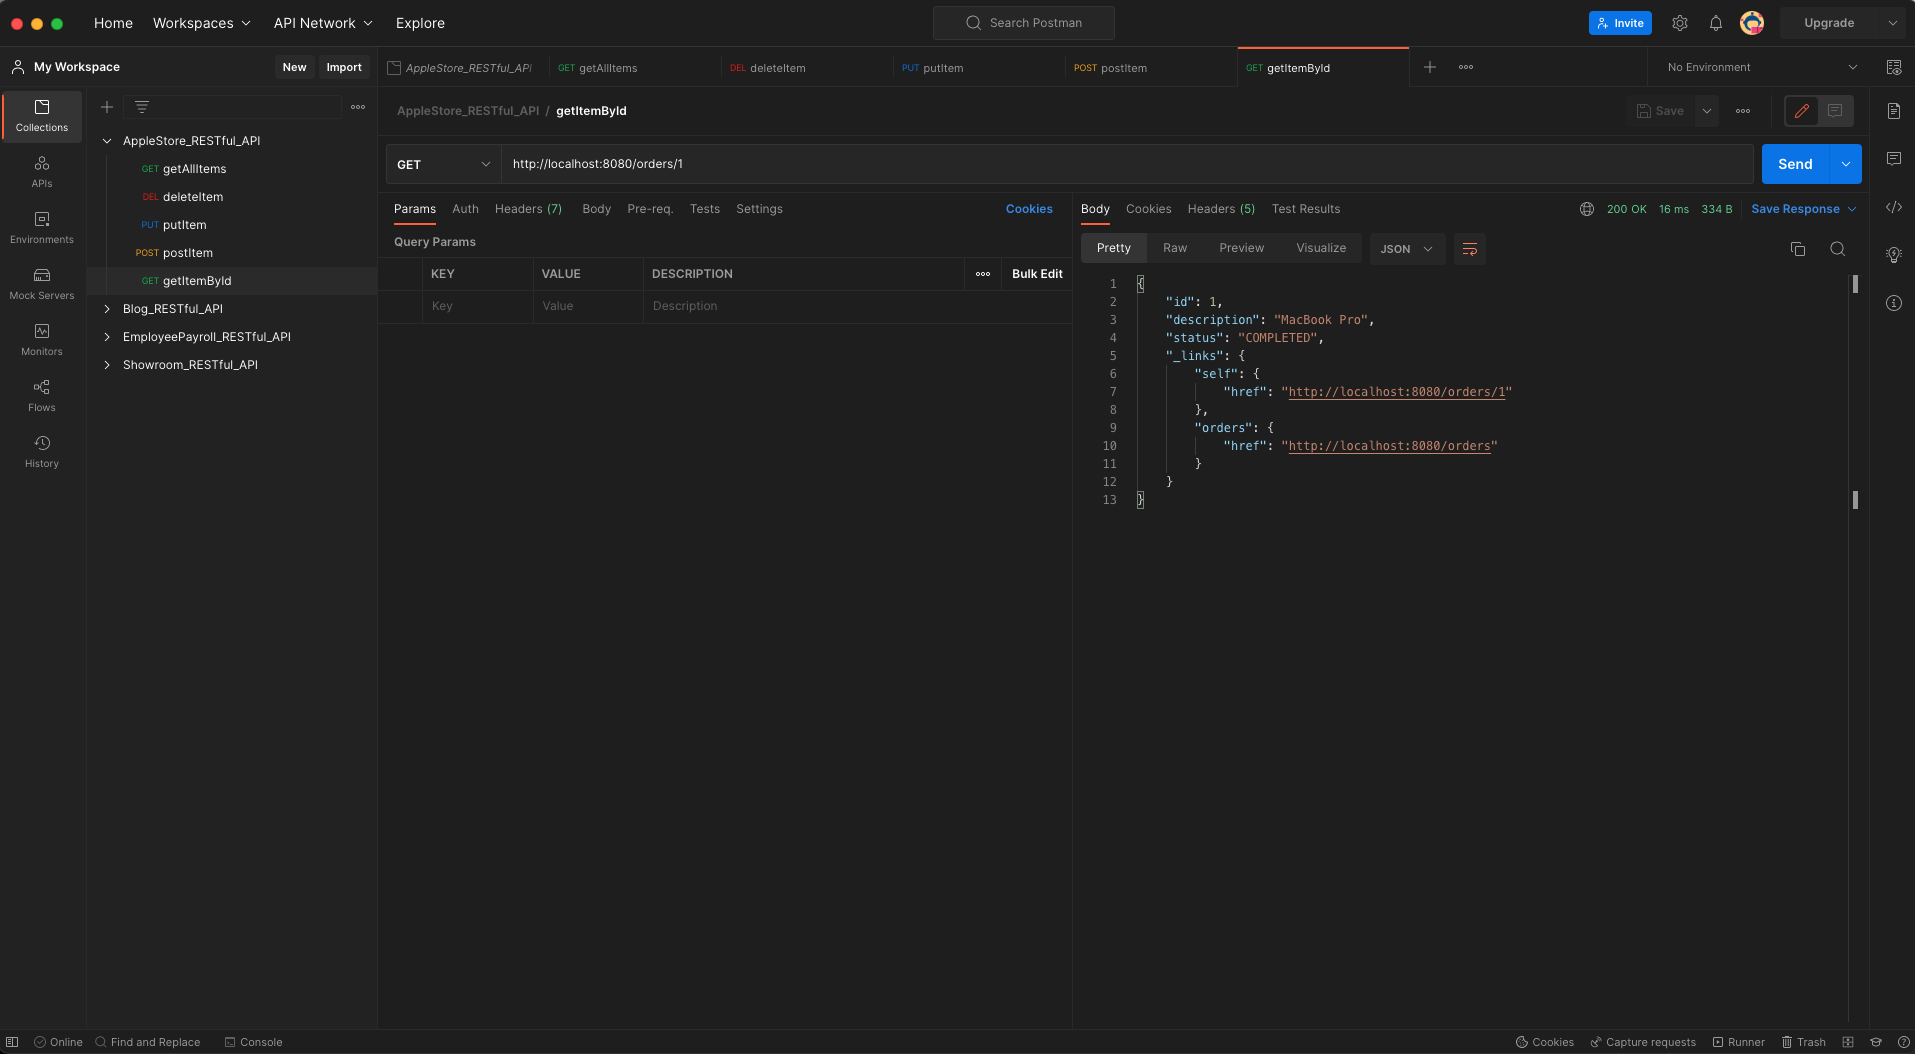 Home Workspaces API Network Explore
Search Postman
Invite
Upgrade
My Workspace
New Import
AppleStore_RESTful_API
GET getAllItems
DEL deleteItem
PUT putItem
POST postItem
GET getItemById
No Environment
Collections
APIs
Environments
Mock Servers
Monitors
Flows
History
AppleStore_RESTful_API
GET getAllItems
DEL deleteItem
PUT putItem
POST postItem
GET getItemById
Blog_RESTful_API
EmployeePayroll_RESTful_API
Showroom_RESTful_API
AppleStore_RESTful_API / getItemById
Save
GET http://localhost:8080/orders/1
Send
Params Auth Headers (7) Body Pre-req. Tests Settings Cookies
Query Params
KEY VALUE DESCRIPTION Bulk Edit
Key Value Description
Body Cookies Headers (5) Test Results
200 OK 16 ms 334 B Save Response
Pretty Raw Preview Visualize JSON
1 {
2 "id": 1,
3 "description": "MacBook Pro",
4 "status": "COMPLETED",
5 "_links": {
6 "self": {
7 "href": "http://localhost:8080/orders/1"
8 },
9 "orders": {
10 "href": "http://localhost:8080/orders"
11 }
12 }
13 }
Online Find and Replace Console
Cookies Capture requests Runner Trash